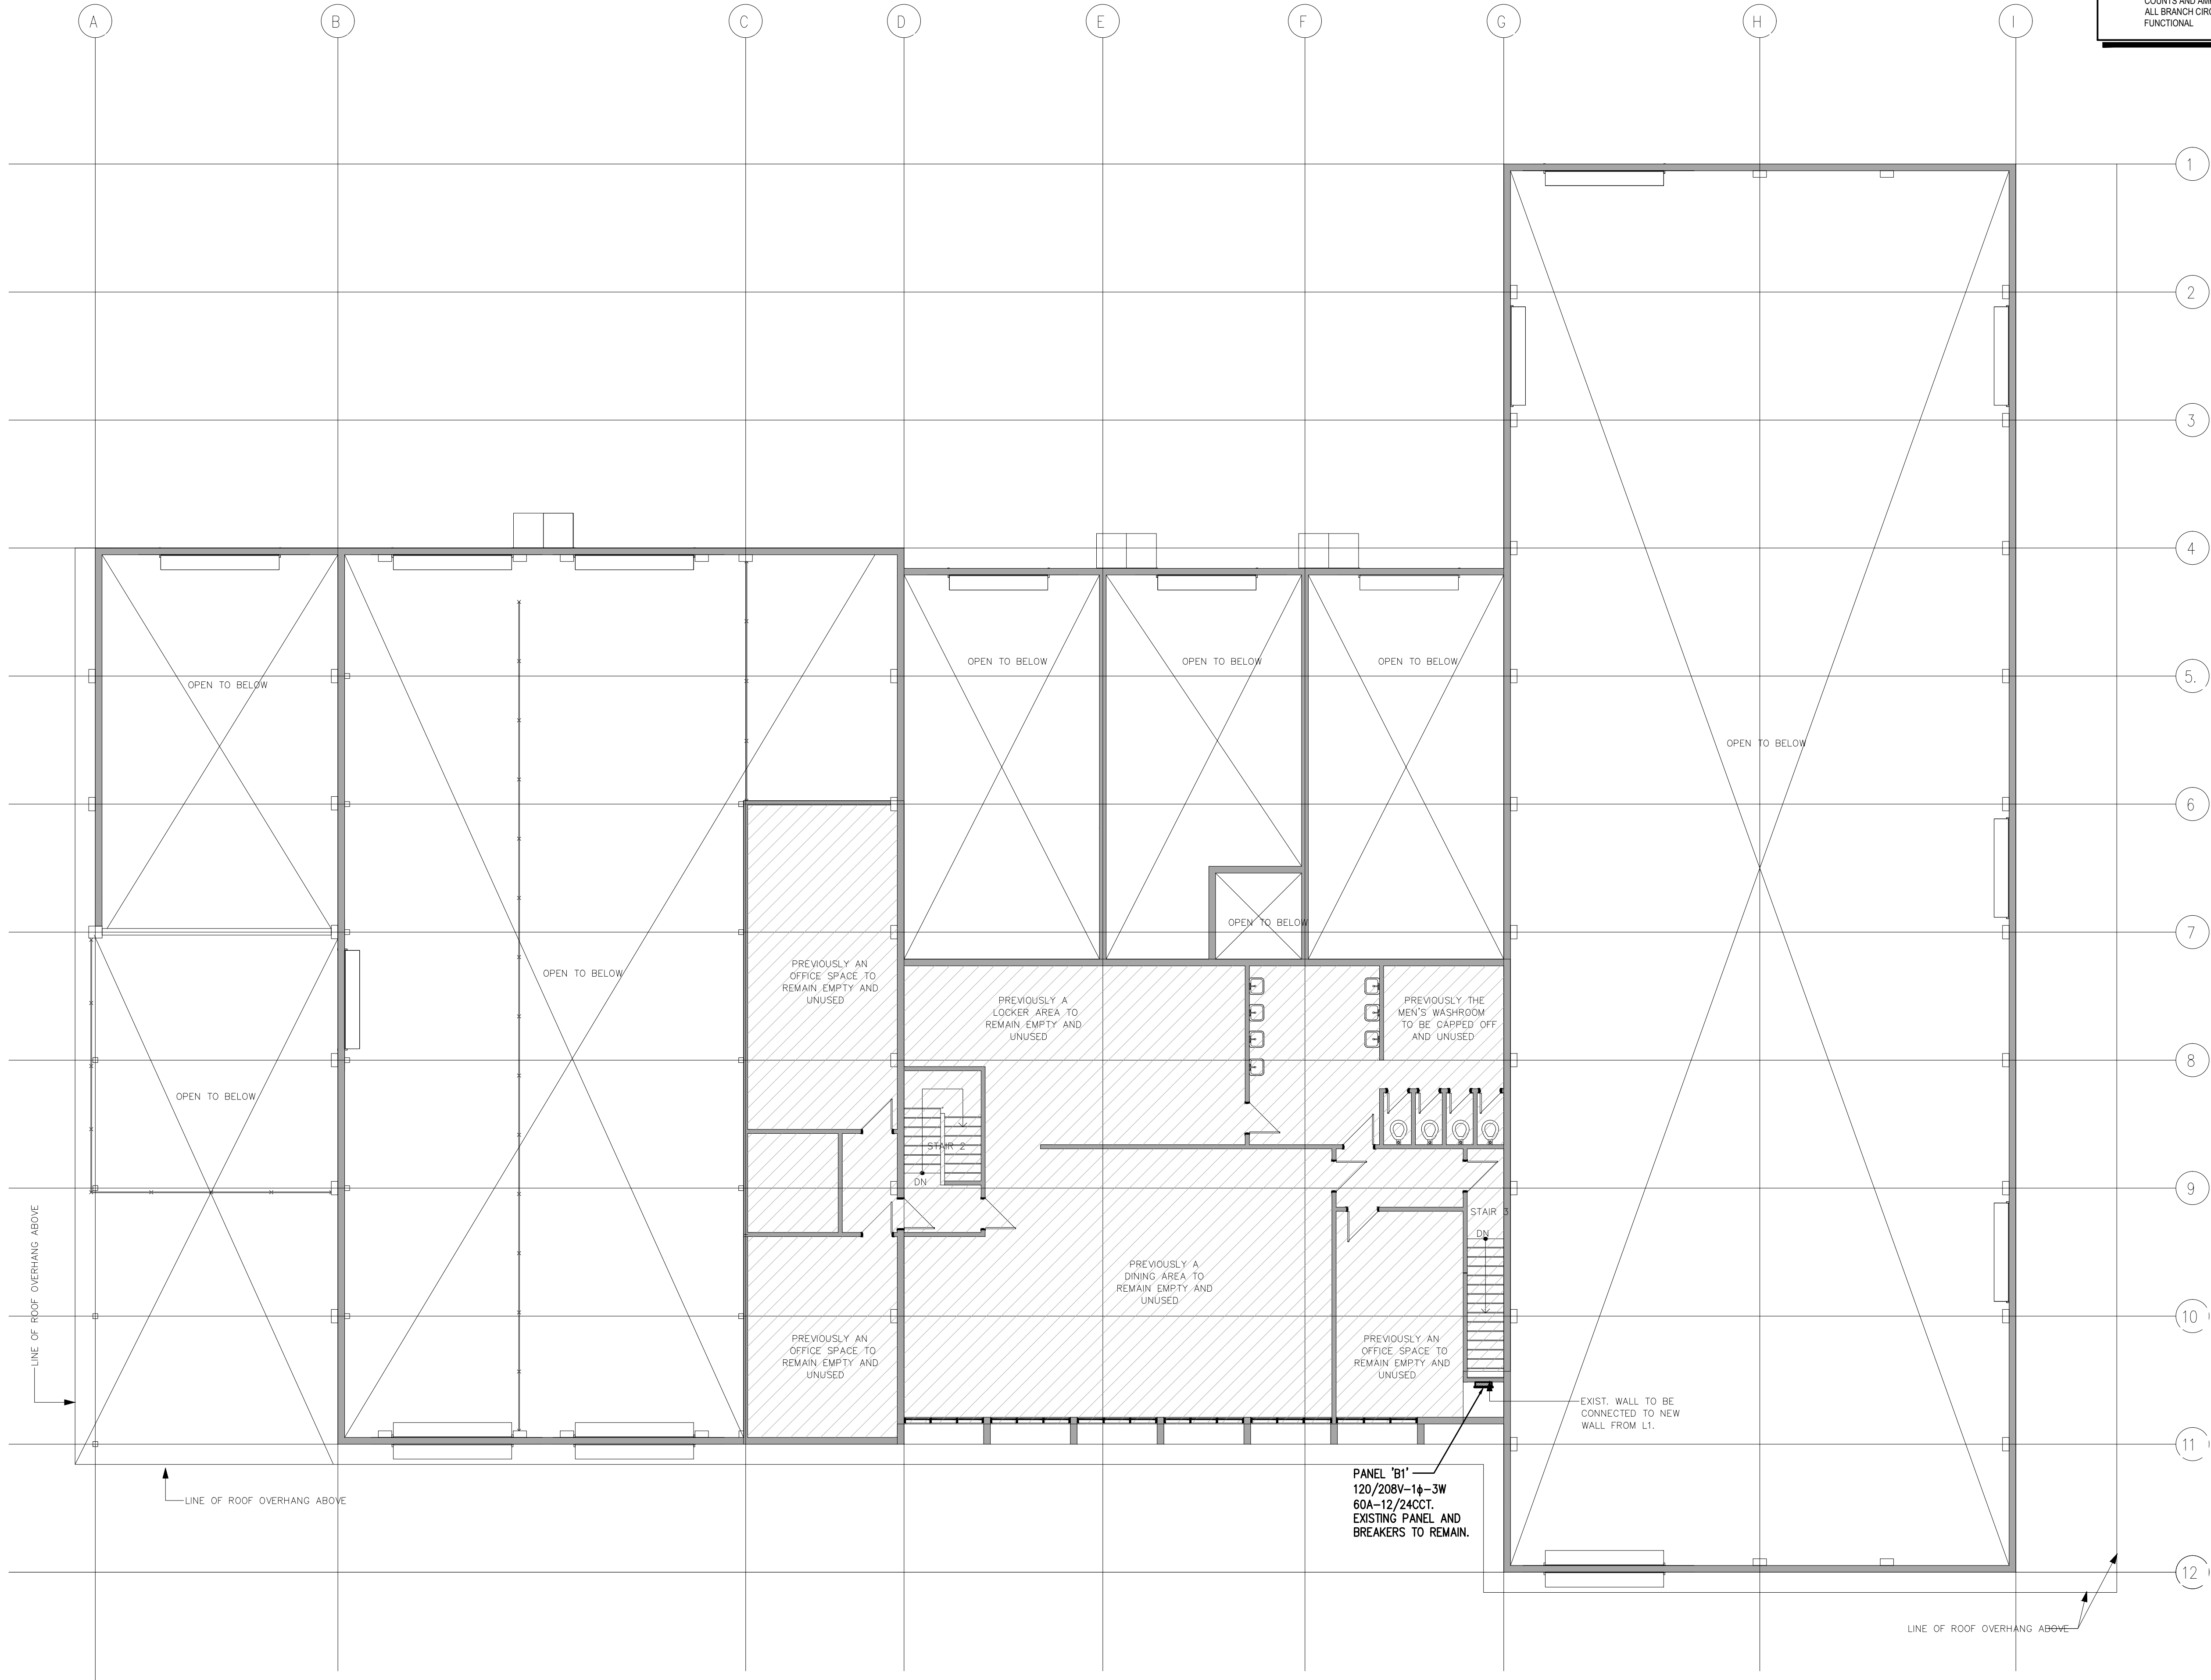 A
B
C
D
E
F
G
H
I
ALL BRANCH CIRC
FUNCTIONAL
1
2
3
4
OPEN TO BELOW
OPEN TO BELOW
OPEN TO BELOW
5.
OPEN TO BELOW
OPEN TO BELOW
6
OPEN TO BELOW
7
PREVIOUSLY AN
OFFICE SPACE TO
REMAIN EMPTY AND
UNUSED
OPEN TO BELOW
PREVIOUSLY A
LOCKER AREA TO
REMAIN EMPTY AND
UNUSED
PREVIOUSLY THE
MEN'S WASHROOM
TO BE CAPPED OFF
AND UNUSED
8
OPEN TO BELOW
STAIR 2
DN
9
STAIR 3
DN
LINE OF ROOF OVERHANG ABOVE
PREVIOUSLY A
DINING AREA TO
REMAIN EMPTY AND
UNUSED
10
PREVIOUSLY AN
OFFICE SPACE TO
REMAIN EMPTY AND
UNUSED
PREVIOUSLY AN
OFFICE SPACE TO
REMAIN EMPTY AND
UNUSED
EXIST. WALL TO BE
CONNECTED TO NEW
WALL FROM L1.
11
PANEL 'B1'
120/208V-1ϕ-3W
60A-12/24CCT.
EXISTING PANEL AND
BREAKERS TO REMAIN.
LINE OF ROOF OVERHANG ABOVE
12
LINE OF ROOF OVERHANG ABOVE